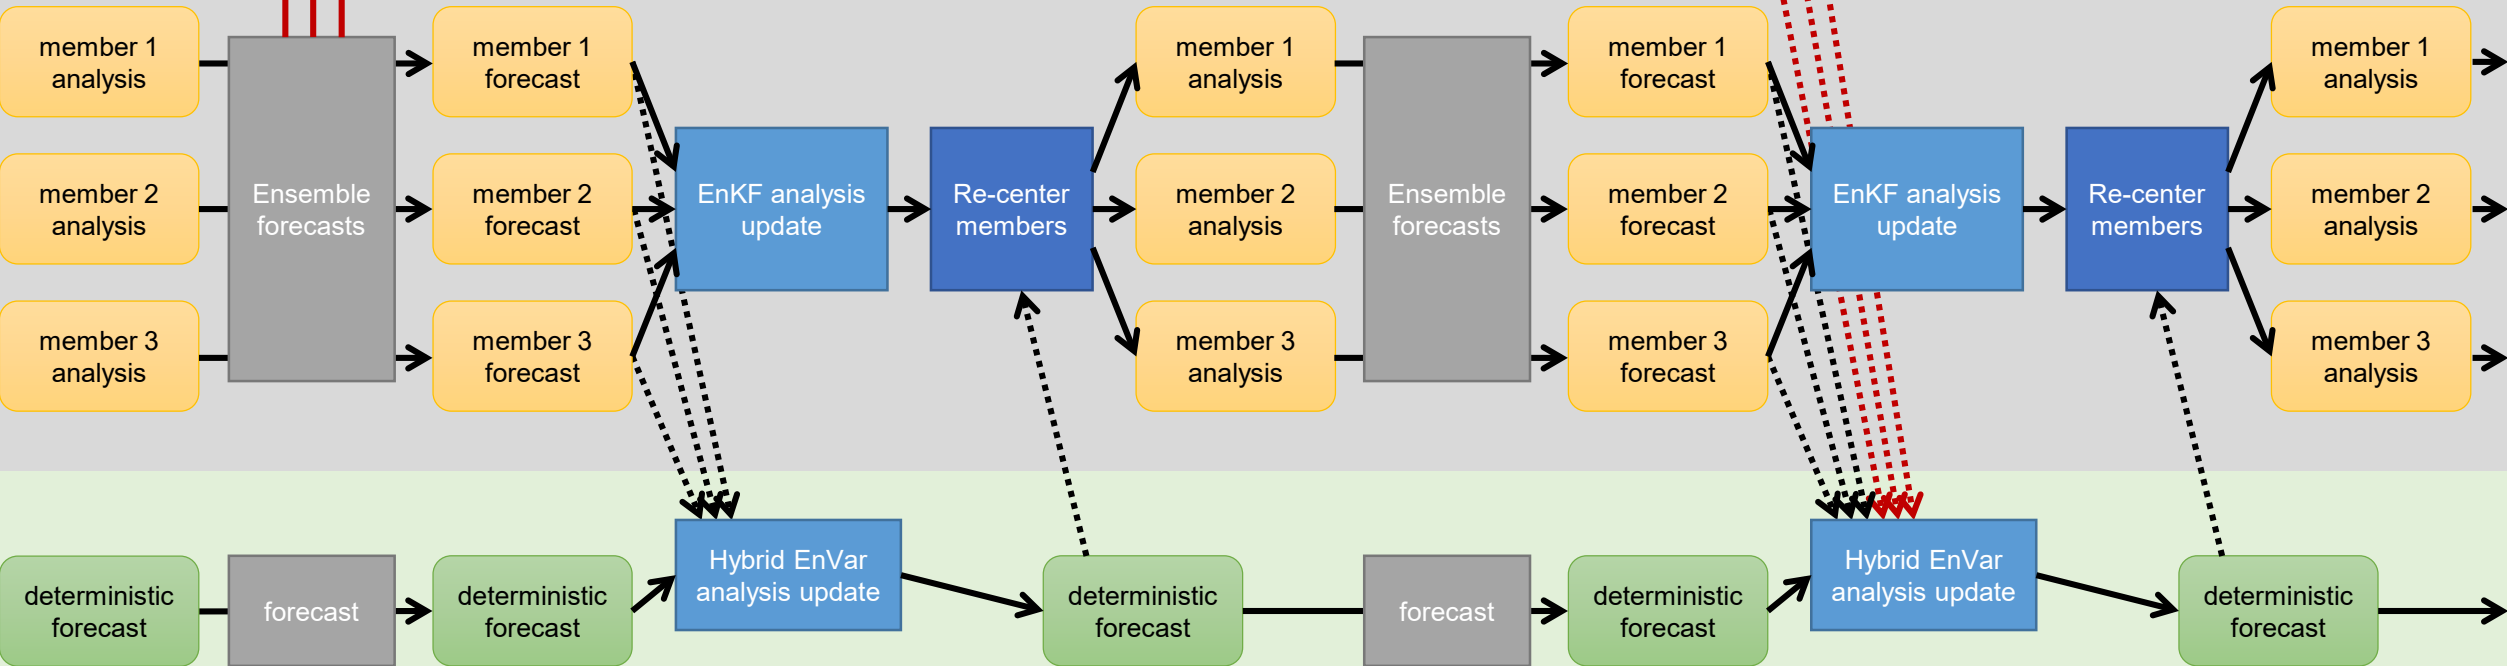 member 1
analysis
member 1
forecast
member 1
analysis
member 1
forecast
member 1
analysis
member 2
analysis
Ensemble
forecasts
member 2
forecast
EnKF analysis
update
Re-center
members
member 2
analysis
Ensemble
forecasts
member 2
forecast
EnKF analysis
update
Re-center
members
member 2
analysis
member 3
analysis
member 3
forecast
member 3
analysis
member 3
forecast
member 3
analysis
deterministic
forecast
forecast
deterministic
forecast
Hybrid EnVar
analysis update
deterministic
forecast
forecast
deterministic
forecast
Hybrid EnVar
analysis update
deterministic
forecast